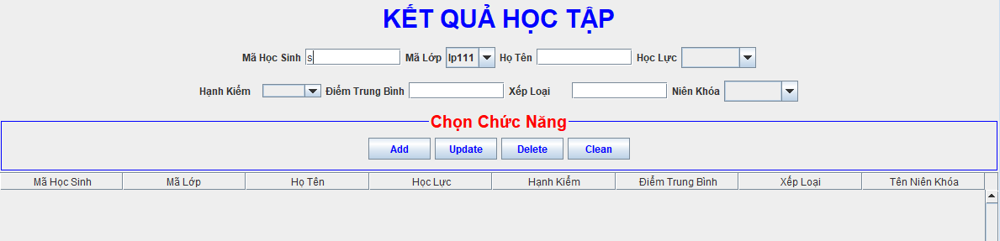 KẾT QUẢ HỌC TẬP
Mã Học Sinh s Mã Lớp lp111 Họ Tên Học Lực
Hạnh Kiểm Điểm Trung Bình Xếp Loại Niên Khóa
Chọn Chức Năng
Add Update Delete Clean
Mã Học Sinh Mã Lớp Họ Tên Học Lực Hạnh Kiểm Điểm Trung Bình Xếp Loại Tên Niên Khóa